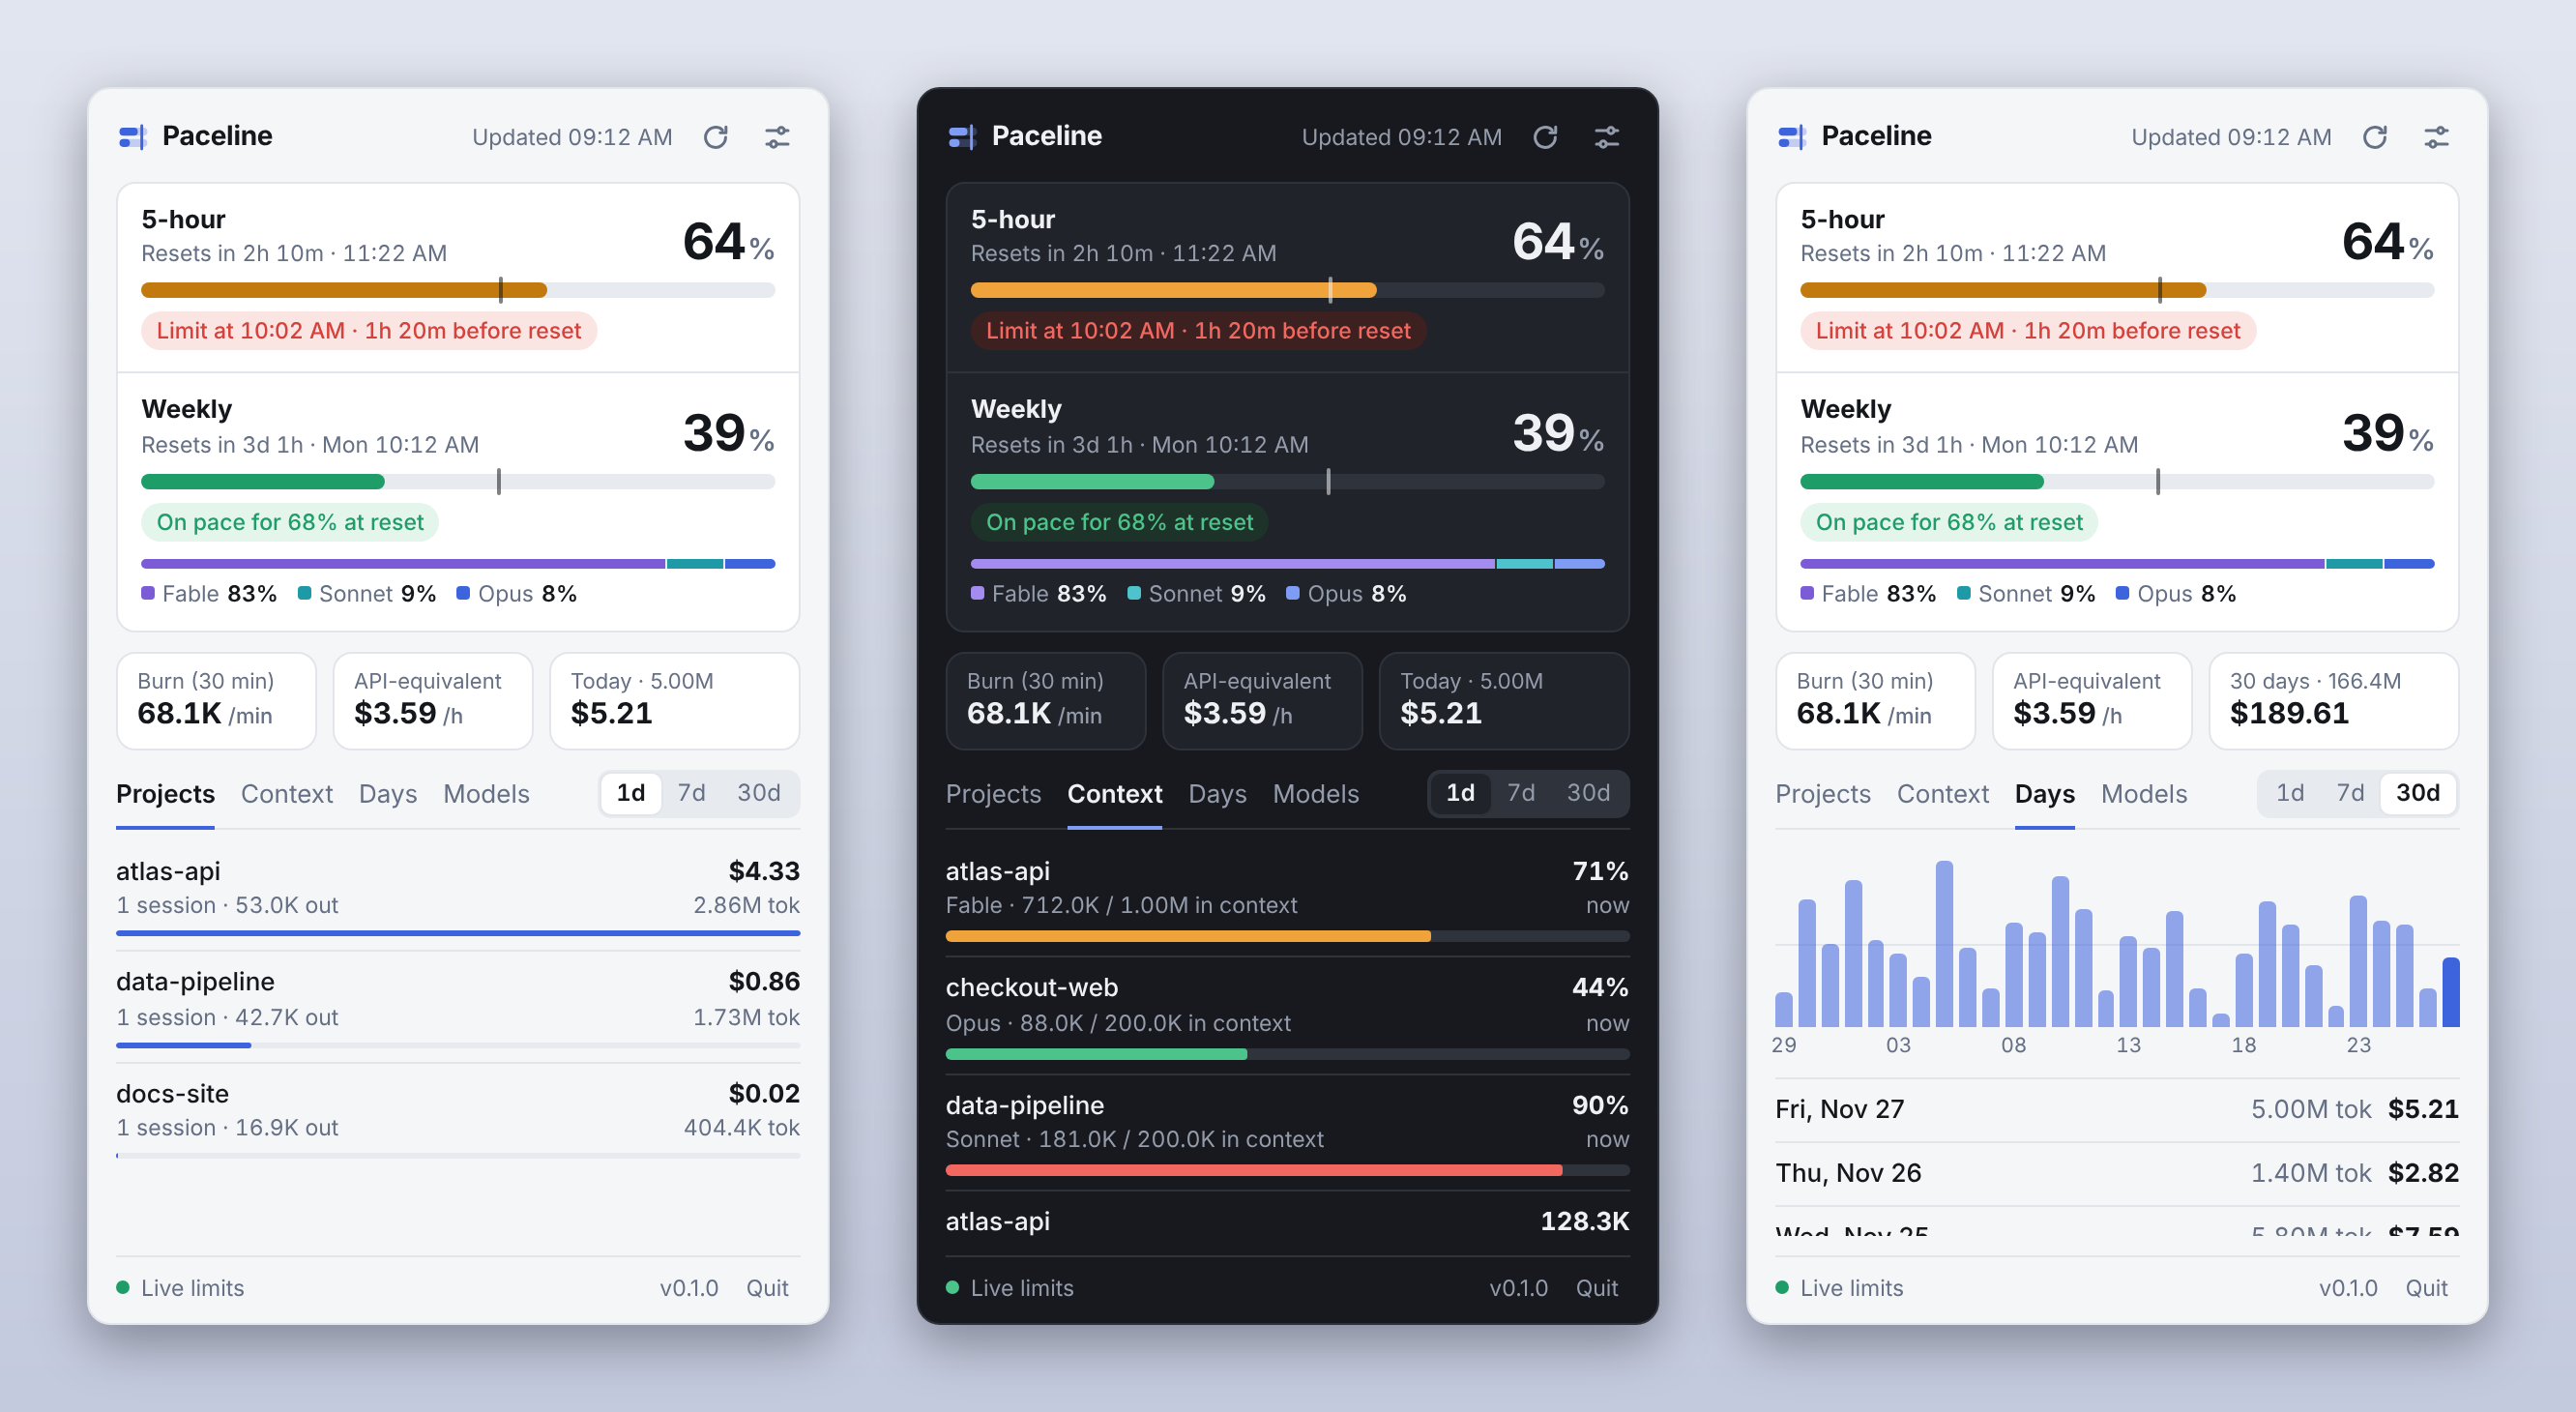 Paceline Updated 09:12 AM
5-hour
Resets in 2h 10m · 11:22 AM
64%
Limit at 10:02 AM · 1h 20m before reset
Weekly
Resets in 3d 1h · Mon 10:12 AM
39%
On pace for 68% at reset
Fable 83% Sonnet 9% Opus 8%
Burn (30 min) API-equivalent Today · 5.00M
68.1K /min $3.59 /h $5.21
Projects Context Days Models 1d 7d 30d
atlas-api $4.33
1 session · 53.0K out 2.86M tok
data-pipeline $0.86
1 session · 42.7K out 1.73M tok
docs-site $0.02
1 session · 16.9K out 404.4K tok
Live limits v0.1.0 Quit
Paceline Updated 09:12 AM
5-hour
Resets in 2h 10m · 11:22 AM
64%
Limit at 10:02 AM · 1h 20m before reset
Weekly
Resets in 3d 1h · Mon 10:12 AM
39%
On pace for 68% at reset
Fable 83% Sonnet 9% Opus 8%
Burn (30 min) API-equivalent Today · 5.00M
68.1K /min $3.59 /h $5.21
Projects Context Days Models 1d 7d 30d
atlas-api 71%
Fable · 712.0K / 1.00M in context now
checkout-web 44%
Opus · 88.0K / 200.0K in context now
data-pipeline 90%
Sonnet · 181.0K / 200.0K in context now
atlas-api 128.3K
Live limits v0.1.0 Quit
Paceline Updated 09:12 AM
5-hour
Resets in 2h 10m · 11:22 AM
64%
Limit at 10:02 AM · 1h 20m before reset
Weekly
Resets in 3d 1h · Mon 10:12 AM
39%
On pace for 68% at reset
Fable 83% Sonnet 9% Opus 8%
Burn (30 min) API-equivalent 30 days · 166.4M
68.1K /min $3.59 /h $189.61
Projects Context Days Models 1d 7d 30d
29 03 08 13 18 23
Fri, Nov 27 5.00M tok $5.21
Thu, Nov 26 1.40M tok $2.82
Wed, Nov 25 5.80M tok $7.59
Live limits v0.1.0 Quit